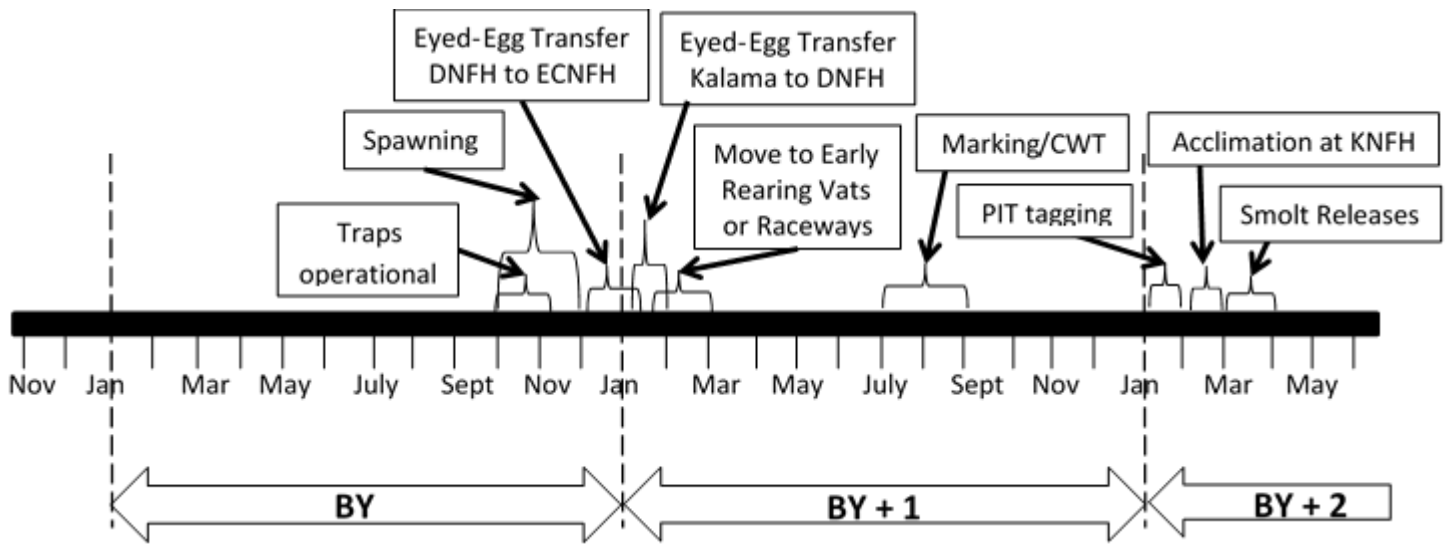 Eyed-Egg Transfer
DNFH to ECNFH
Eyed-Egg Transfer
Kalama to DNFH
Spawning
Move to Early
Rearing Vats
or Raceways
Marking/CWT
Acclimation at KNFH
Traps
operational
PIT tagging
Smolt Releases
Nov Jan Mar May July Sept Nov Jan Mar May July Sept Nov Jan Mar May
BY BY + 1 BY + 2